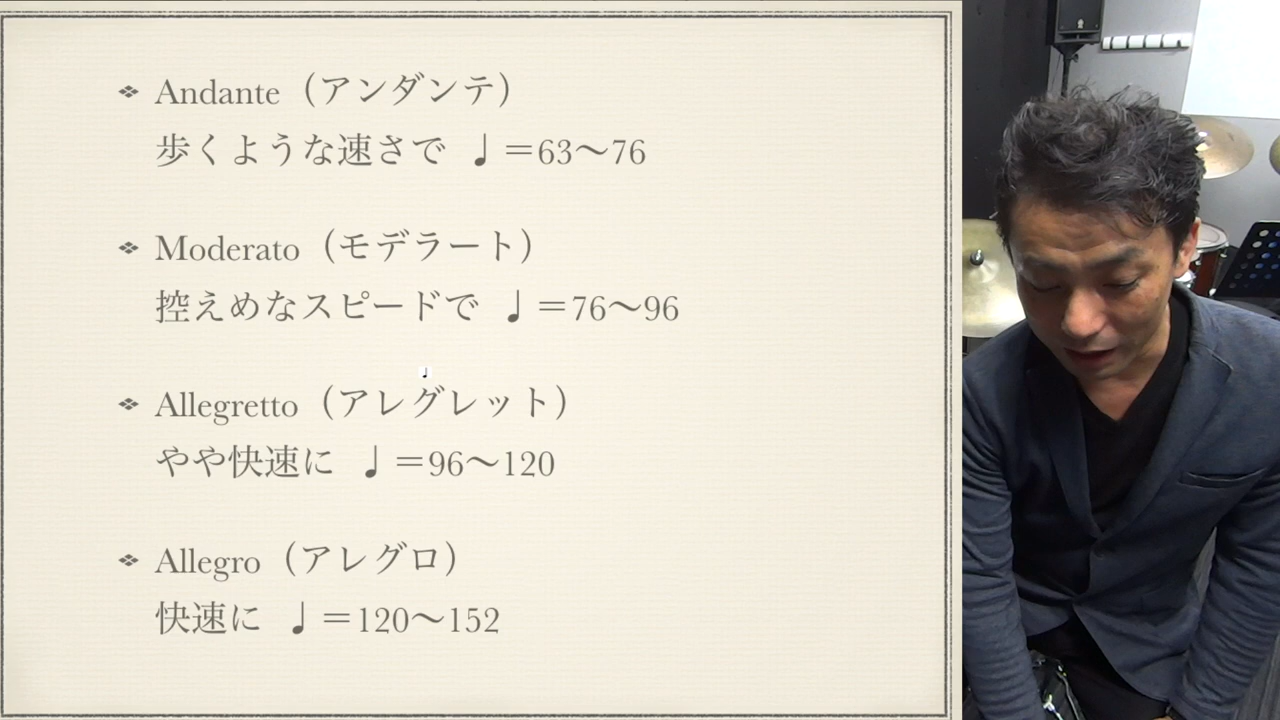 Andante（アンダンテ）
歩くような速さで ♩＝63〜76
Moderato（モデラート）
控えめなスピードで ♩＝76〜96
♩
Allegretto（アレグレット）
やや快速に ♩＝96〜120
Allegro（アレグロ）
快速に ♩＝120〜152